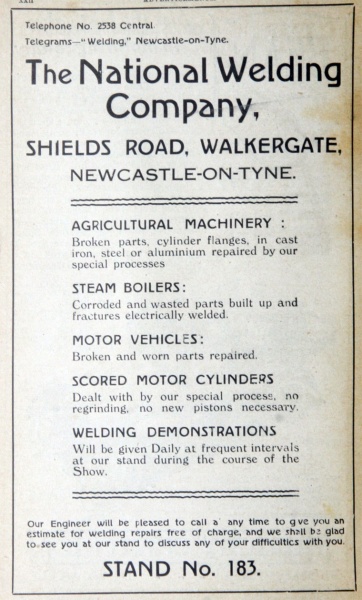 XXII
Telephone No. 2538 Central.
Telegrams—"Welding," Newcastle-on-Tyne.
The National Welding
Company,
SHIELDS ROAD, WALKERGATE,
NEWCASTLE-ON-TYNE.
AGRICULTURAL MACHINERY :
Broken parts, cylinder flanges, in cast
iron, steel or aluminium repaired by our
special processes
STEAM BOILERS:
Corroded and wasted parts built up and
fractures electrically welded.
MOTOR VEHICLES:
Broken and worn parts repaired.
SCORED MOTOR CYLINDERS
Dealt with by our special process, no
regrinding, no new pistons necessary.
WELDING DEMONSTRATIONS
Will be given Daily at frequent intervals
at our stand during the course of the
Show.
Our Engineer will be pleased to call a' any time to g ve you an
estimate for welding repairs free of charge, and we shall be glad
to see you at our stand to discuss any of your difficultics with you.
STAND No. 183.